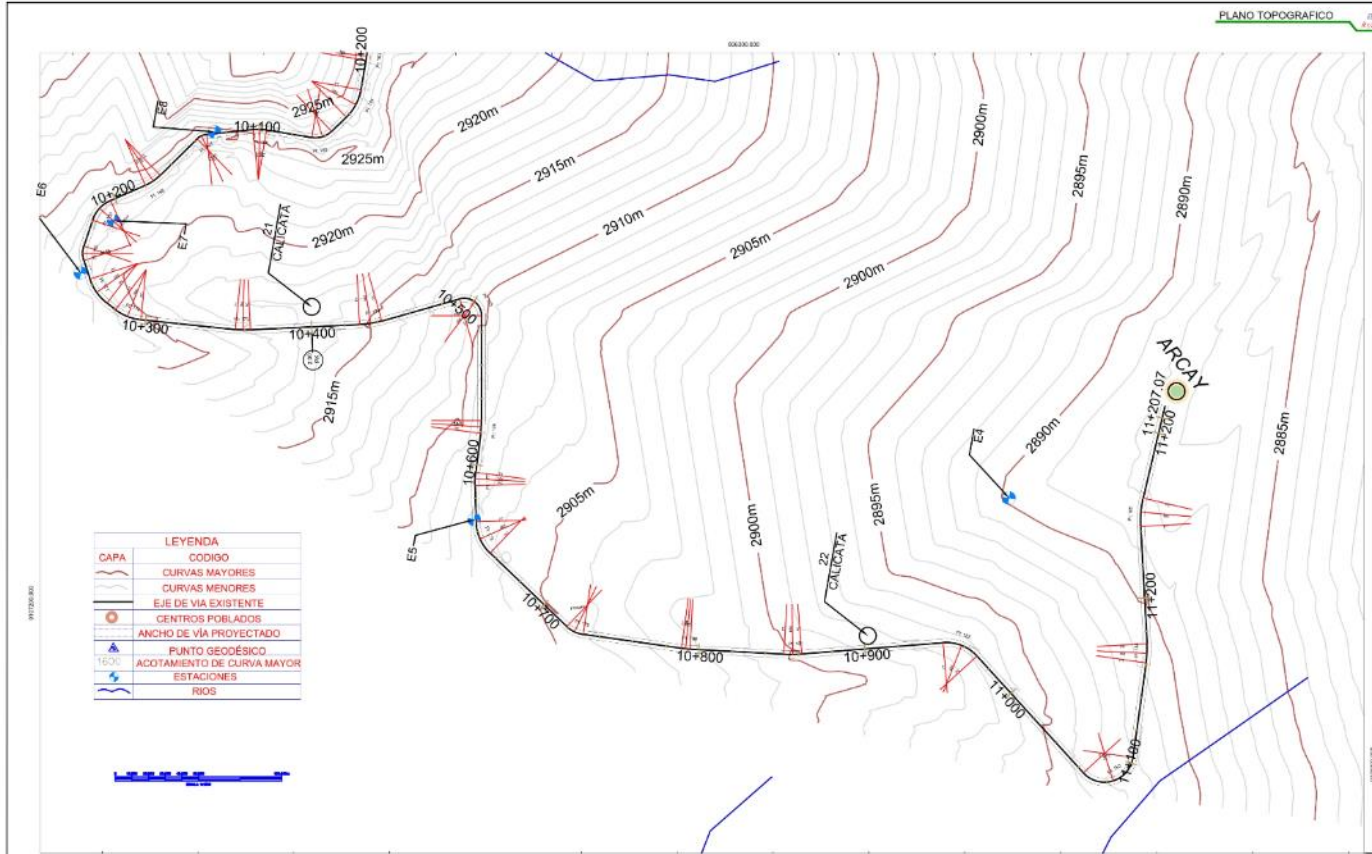 PLANO TOPOGRAFICO
10+200
2925m
E8
10+100
2920m
2925m
2900m
2895m
2890m
2915m
E6
10+200
2910m
21
CALICATA
E7
2920m
2905m
2900m
10+500
10+300
10+400
2915m
ARCAY
11+207.07
11+200
2885m
2890m
E4
10+600
2905m
2900m
2895m
E5
22
CALICATA
10+700
11+200
10+800
10+900
11+000
11+100
LEYENDA
CAPA CODIGO
CURVAS MAYORES
CURVAS MENORES
EJE DE VIA EXISTENTE
CENTROS POBLADOS
ANCHO DE VÍA PROYECTADO
PUNTO GEODÉSICO
1600 ACOTAMIENTO DE CURVA MAYOR
ESTACIONES
RIOS